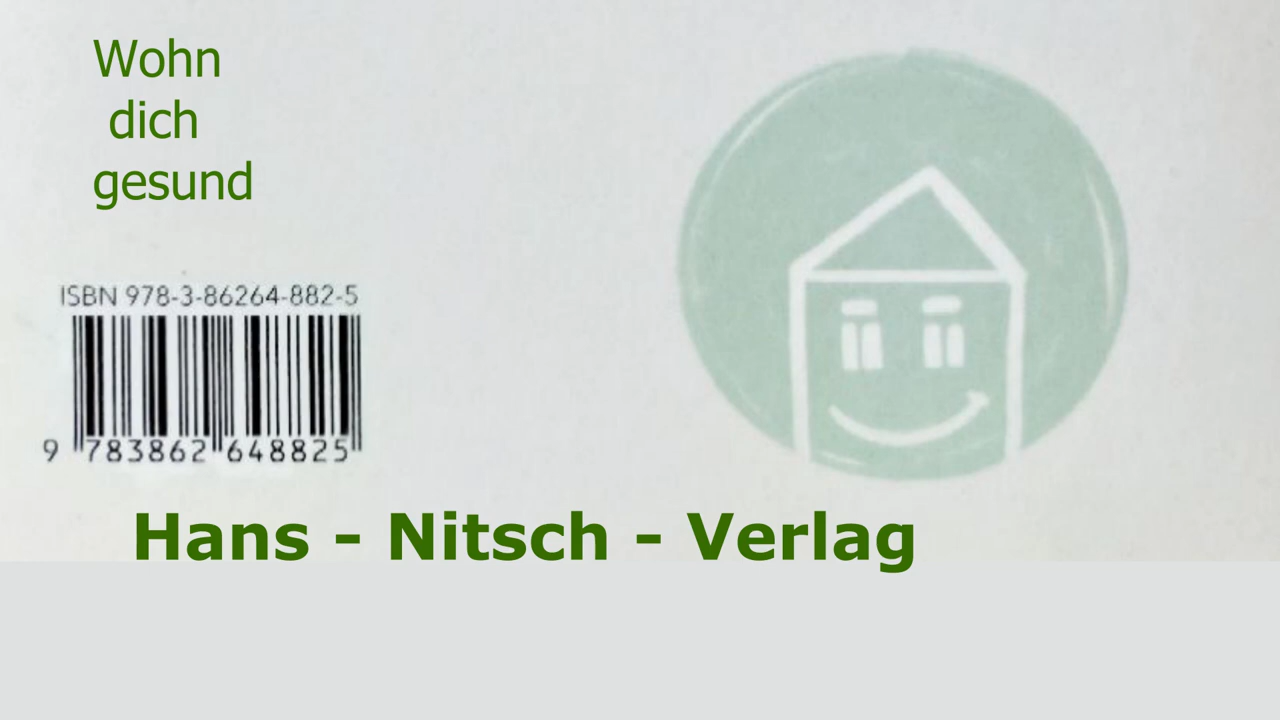 Wohn
dich
gesund
ISBN 978-3-86264-882-5
9 783862 648825
Hans - Nitsch - Verlag